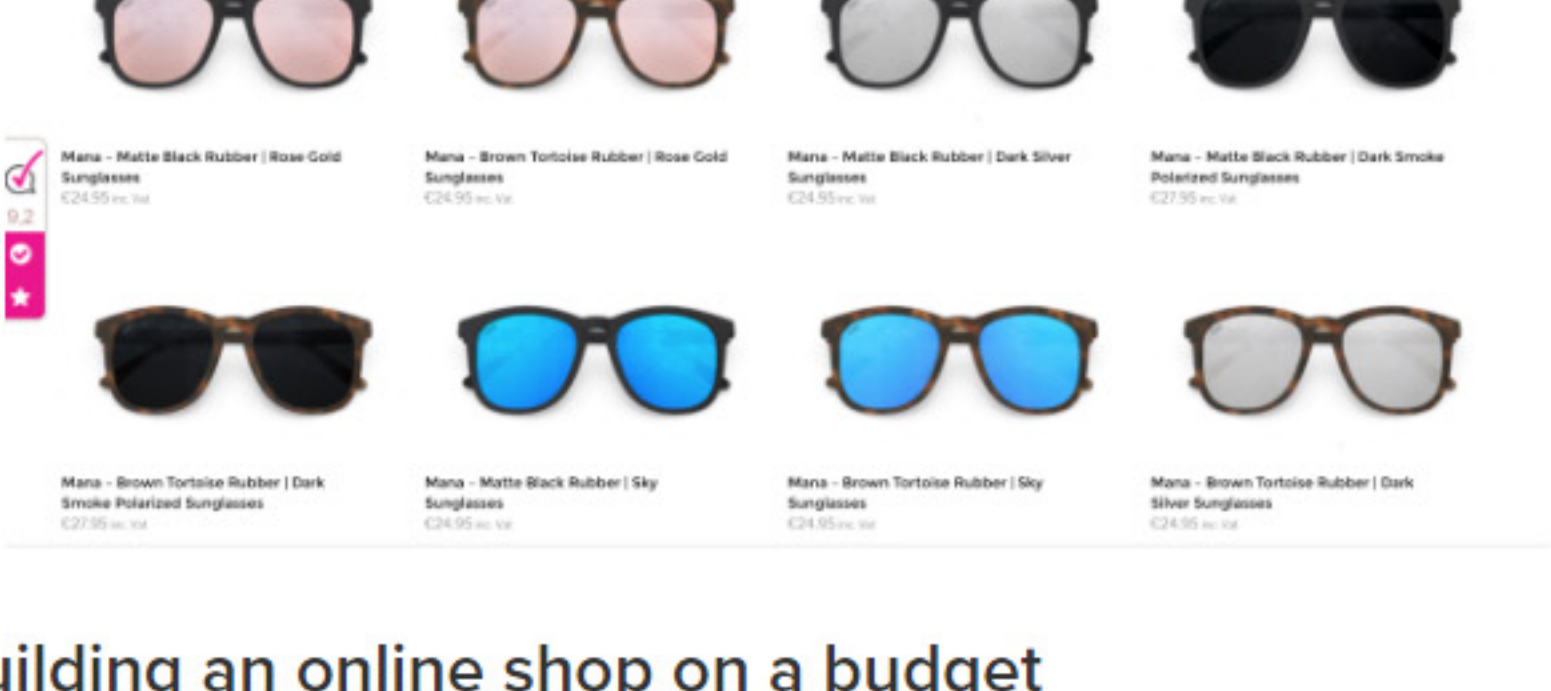 Mana - Matte Black Rubber | Rose Gold
Sunglasses
€24.95 inc. Vat
Mana - Brown Tortoise Rubber | Rose Gold
Sunglasses
€24.95 inc. Vat
Mana - Matte Black Rubber | Dark Silver
Sunglasses
€24.95 inc. Vat
Mana - Matte Black Rubber | Dark Smoke
Polarized Sunglasses
€27.95 inc. Vat
9,2
Mana - Brown Tortoise Rubber | Dark
Smoke Polarized Sunglasses
€27.95 inc. Vat
Mana - Matte Black Rubber | Sky
Sunglasses
€24.95 inc. Vat
Mana - Brown Tortoise Rubber | Sky
Sunglasses
€24.95 inc. Vat
Mana - Brown Tortoise Rubber | Dark
Silver Sunglasses
€24.95 inc. Vat
uilding an online shop on a budget